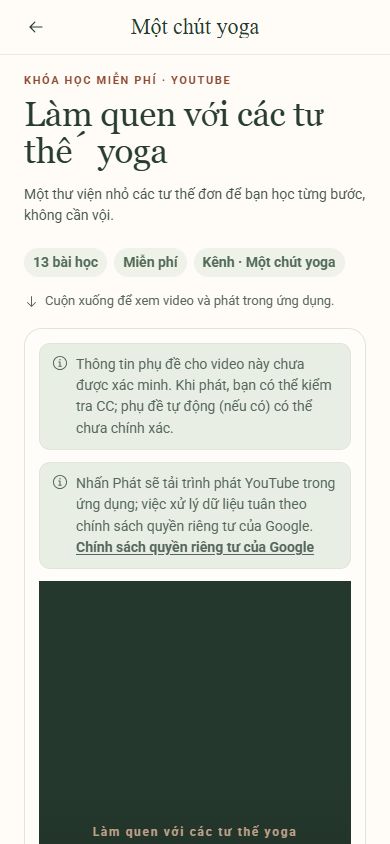 Một chút yoga
KHÓA HỌC MIỄN PHÍ · YOUTUBE
Làm quen với các tư
thế yoga
Một thư viện nhỏ các tư thế đơn để bạn học từng bước,
không cần vội.
13 bài học
Miễn phí
Kênh · Một chút yoga
Cuộn xuống để xem video và phát trong ứng dụng.
Thông tin phụ đề cho video này chưa
được xác minh. Khi phát, bạn có thể kiểm
tra CC; phụ đề tự động (nếu có) có thể
chưa chính xác.
Nhấn Phát sẽ tải trình phát YouTube trong
ứng dụng; việc xử lý dữ liệu tuân theo
chính sách quyền riêng tư của Google.
Chính sách quyền riêng tư của Google
Làm quen với các tư thế yoga